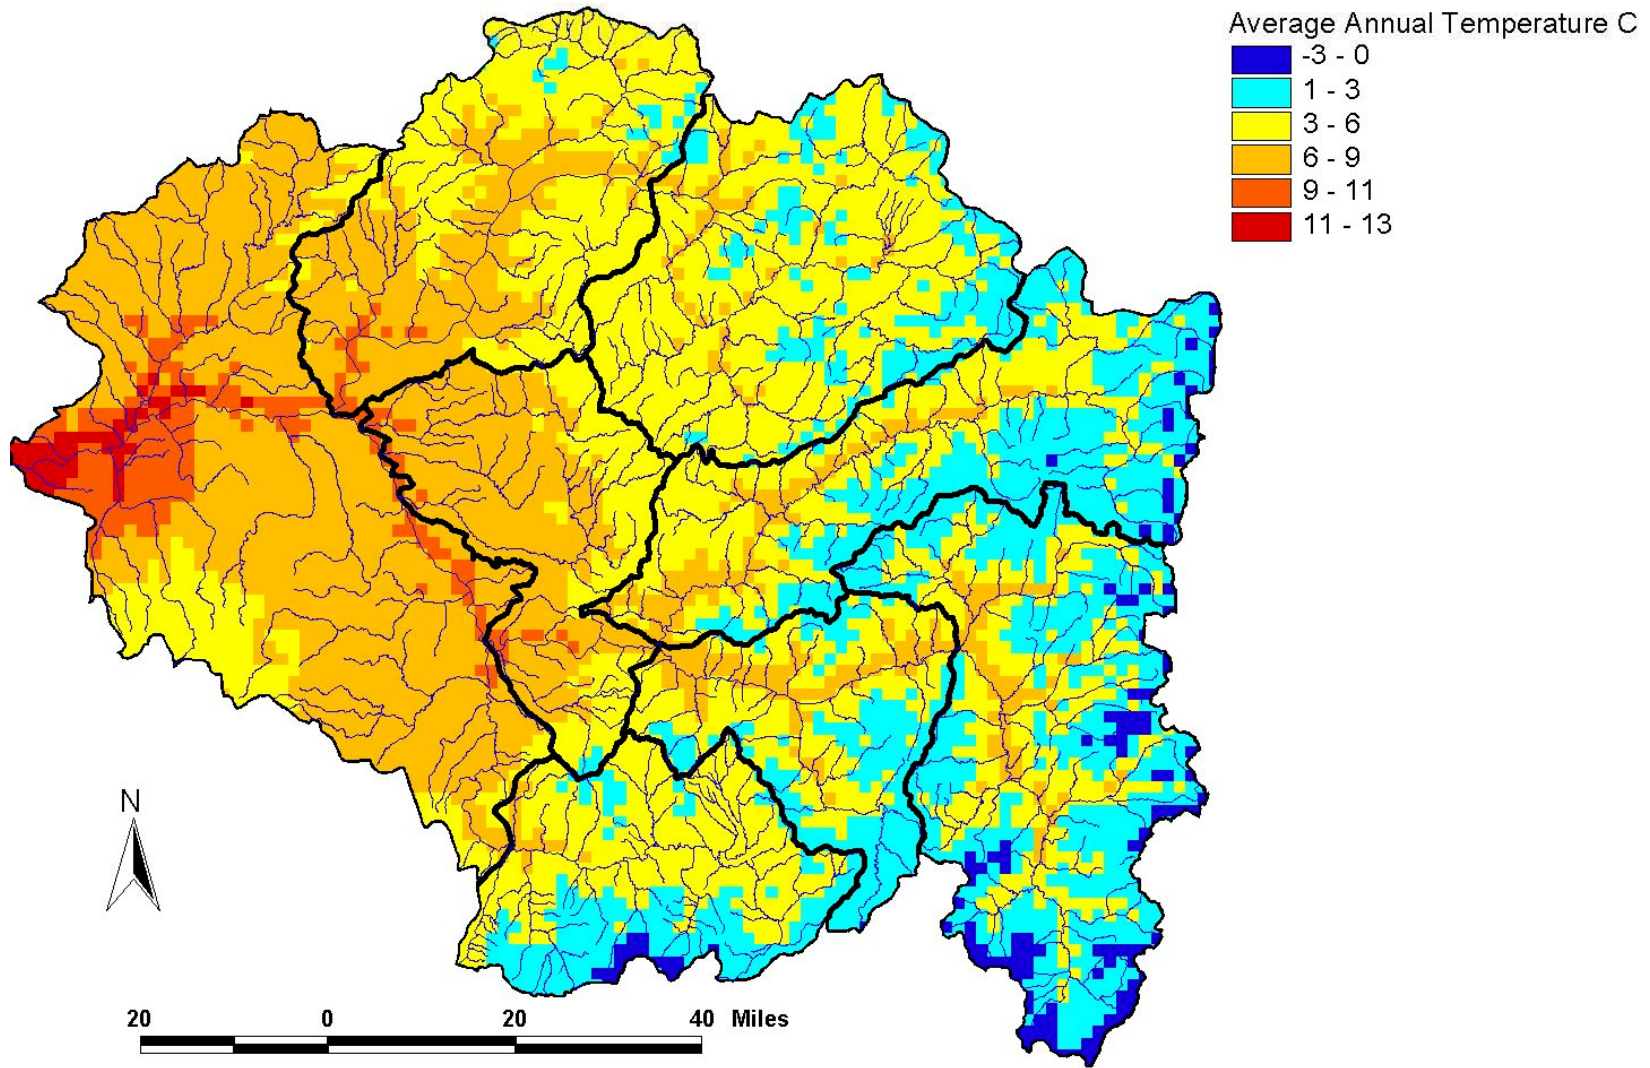 Average Annual Temperature C
-3 - 0
1 - 3
3 - 6
6 - 9
9 - 11
11 - 13
N
20 0 20 40 Miles